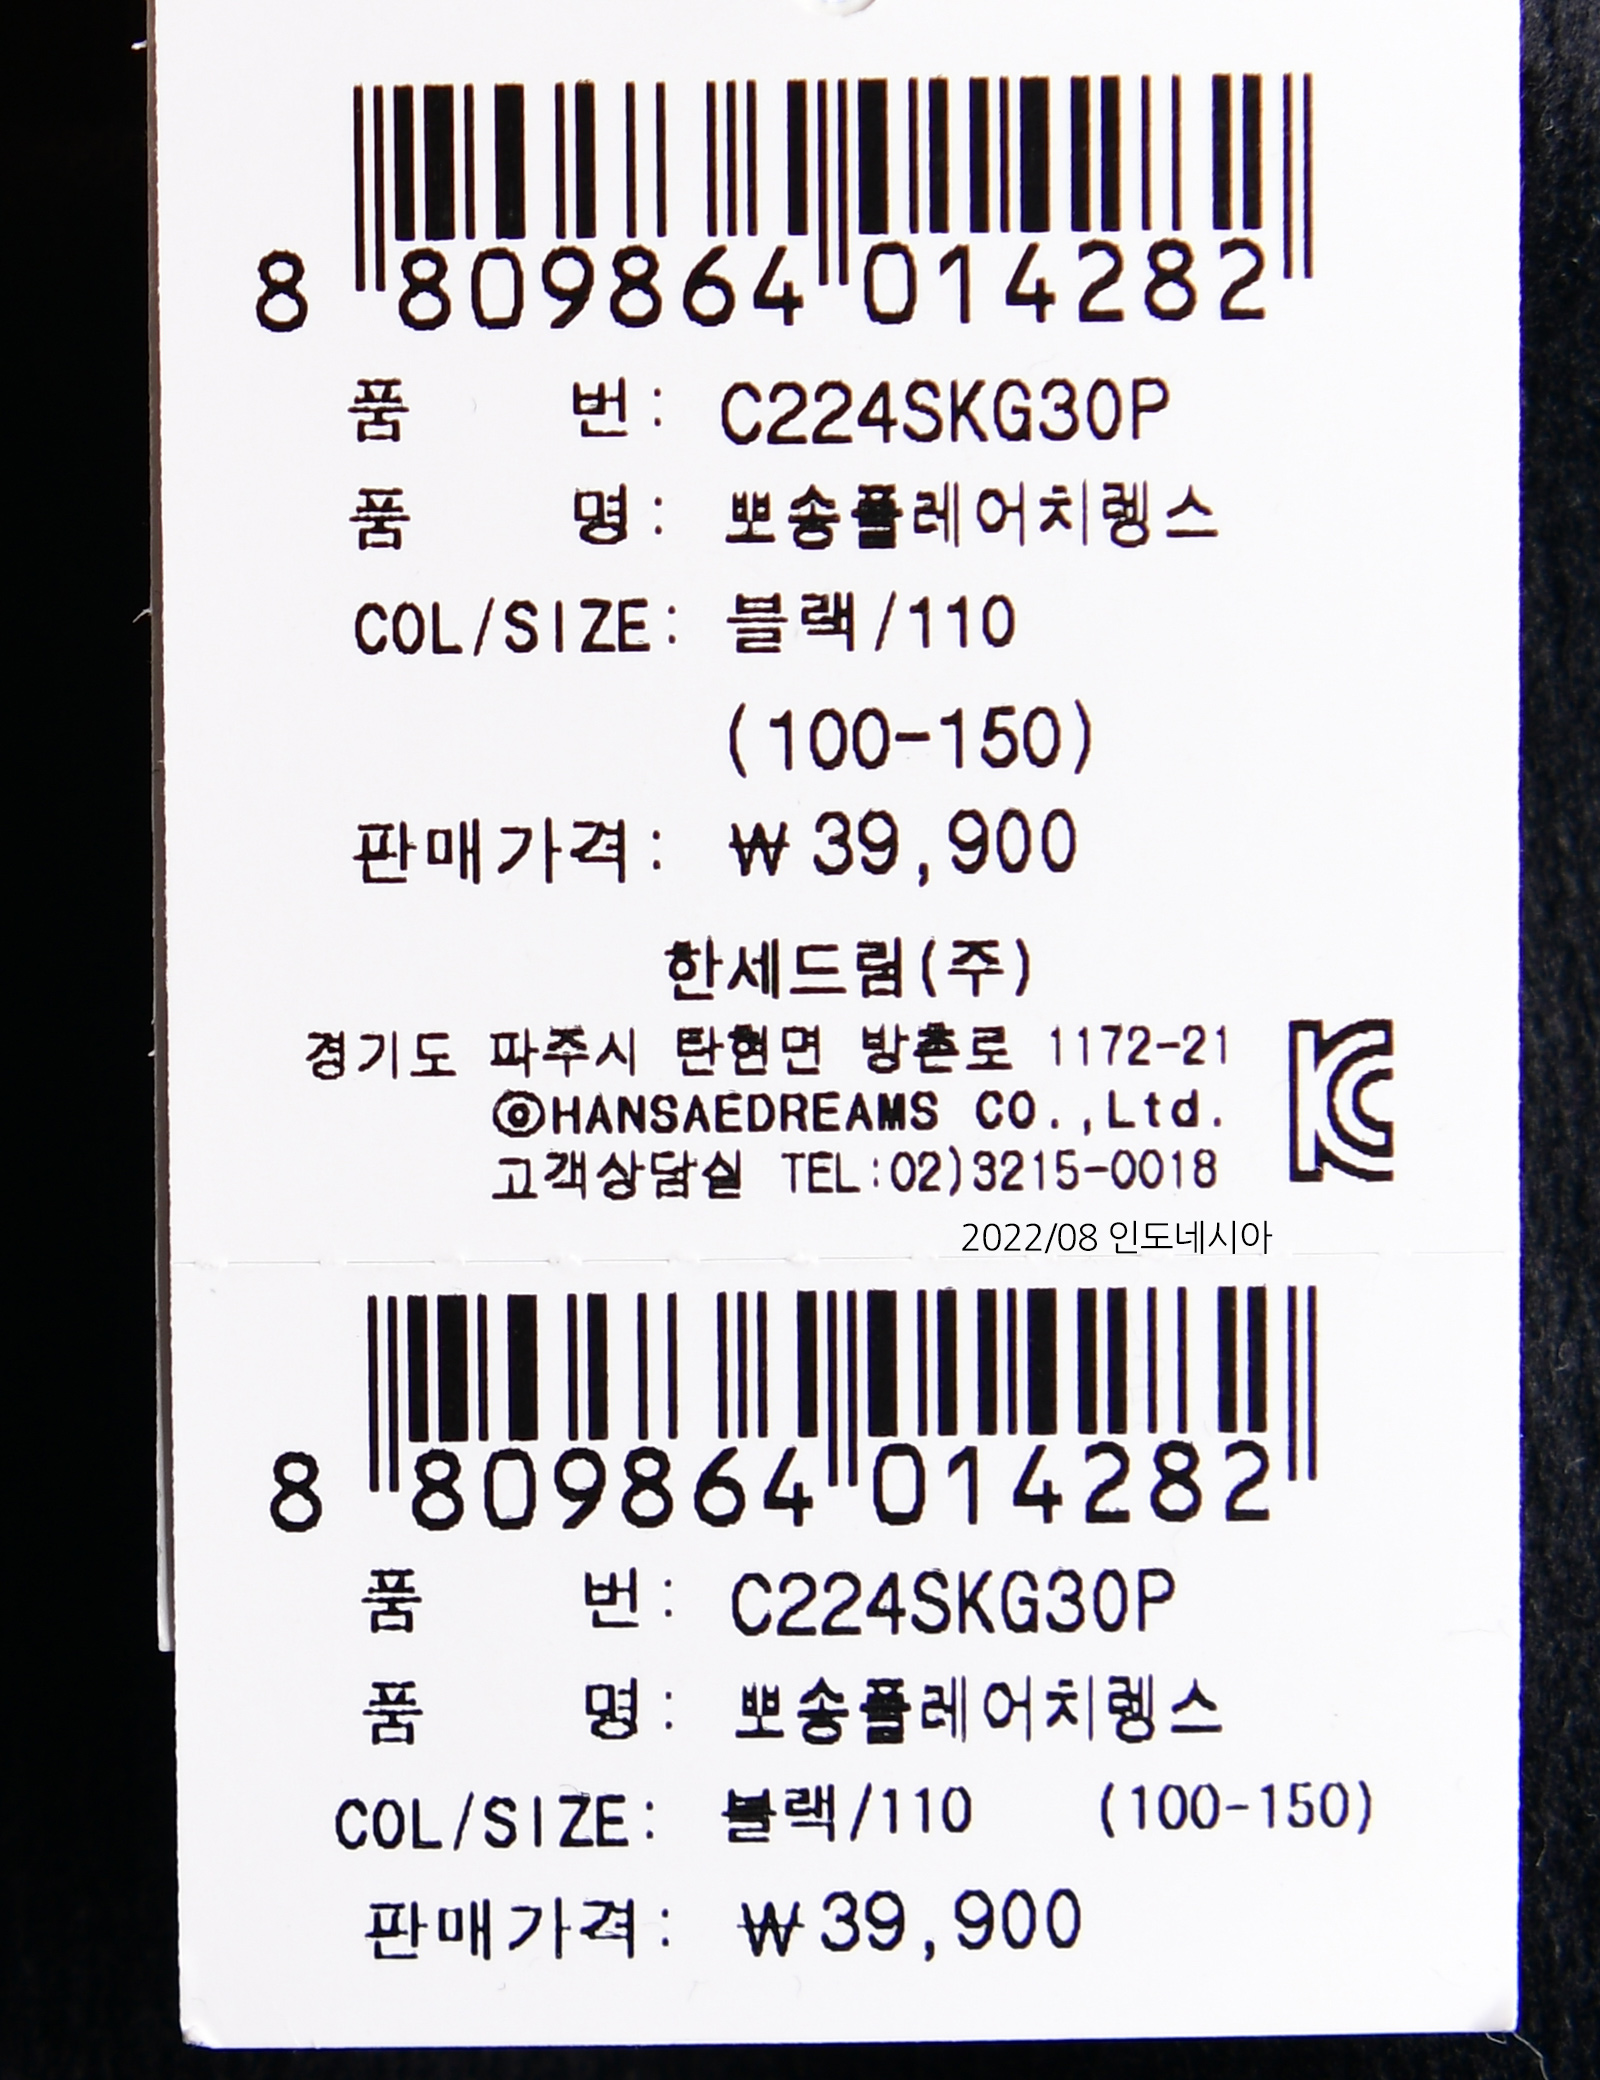 8 809864 014282
품 번: C224SKG30P
품 명: 뽀송플레어치렝스
COL/SIZE: 블랙/110
(100-150)
판매가격: ₩39,900
한세드림(주)
경기도 파주시 탄현면 방촌로 1172-21
◎HANSAEDREAMS CO.,Ltd.
고객상담실 TEL:02)3215-0018
KC
2022/08 인도네시아
8 809864 014282
품 번: C224SKG30P
품 명: 뽀송플레어치렝스
COL/SIZE: 블랙/110 (100-150)
판매가격: ₩39,900